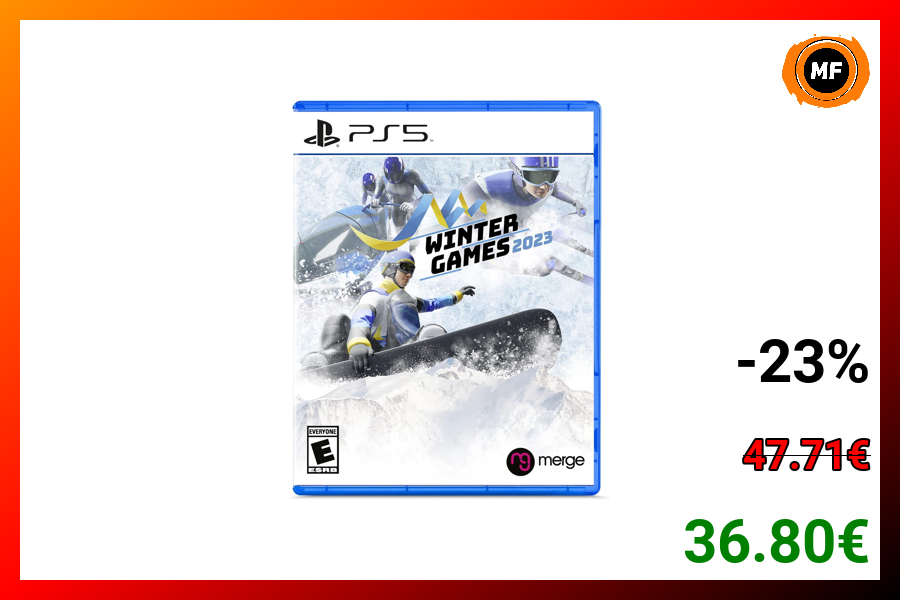 MF
PS5
WINTER
GAMES 2023
-23%
47.71€
36.80€
EVERYONE
E
ESRB
merge